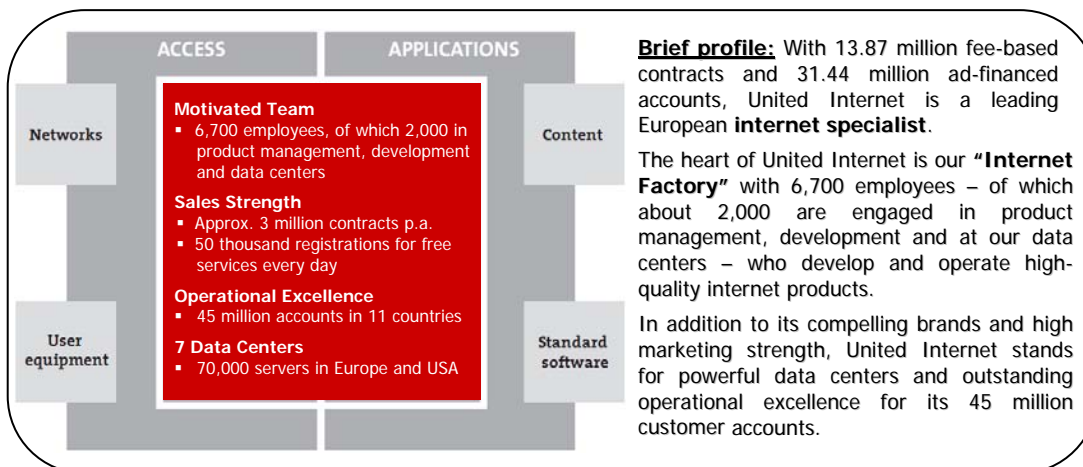 ACCESS
APPLICATIONS
Networks
User
equipment
Motivated Team
▪ 6,700 employees, of which 2,000 in
product management, development
and data centers
Sales Strength
▪ Approx. 3 million contracts p.a.
▪ 50 thousand registrations for free
services every day
Operational Excellence
▪ 45 million accounts in 11 countries
7 Data Centers
▪ 70,000 servers in Europe and USA
Content
Standard
software
Brief profile: With 13.87 million fee-based
contracts and 31.44 million ad-financed
accounts, United Internet is a leading
European internet specialist.
The heart of United Internet is our “Internet
Factory” with 6,700 employees – of which
about 2,000 are engaged in product
management, development and at our data
centers – who develop and operate high-
quality internet products.
In addition to its compelling brands and high
marketing strength, United Internet stands
for powerful data centers and outstanding
operational excellence for its 45 million
customer accounts.